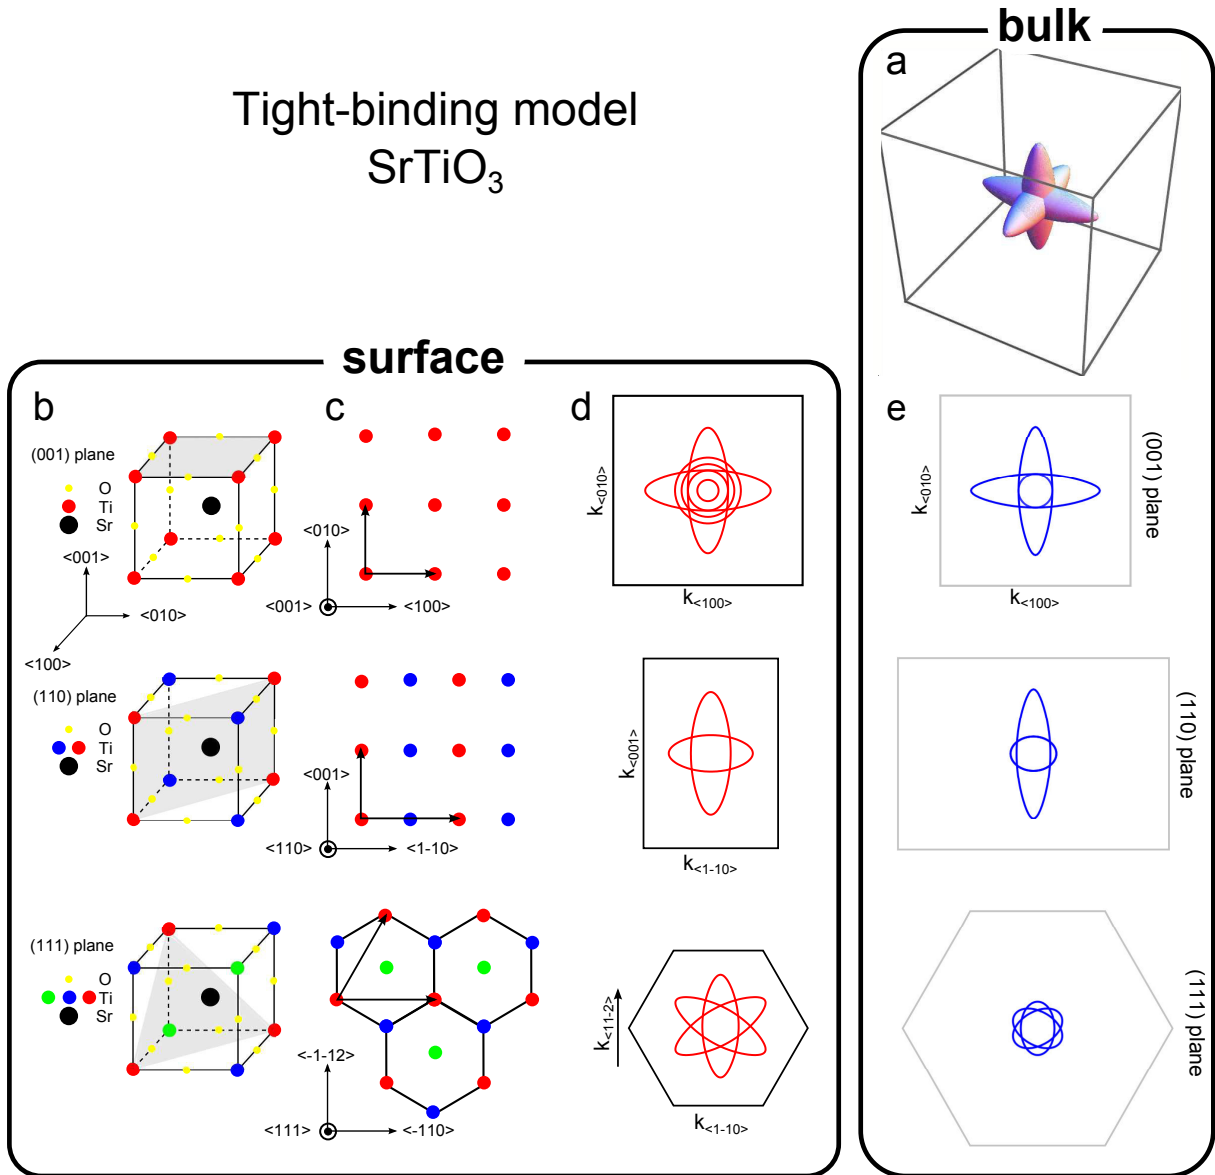 bulk
a
Tight-binding model
SrTiO3
surface
b
c
d
e
(001) plane
O
Ti
Sr
<001>
<010>
<100>
<010>
<001>
<100>
k<010>
k<100>
k<010>
k<100>
(001) plane
(110) plane
O
Ti
Sr
<001>
<110>
<1-10>
k<001>
k<1-10>
(110) plane
(111) plane
O
Ti
Sr
<-1-12>
<111>
<-110>
k<11-2>
k<1-10>
(111) plane